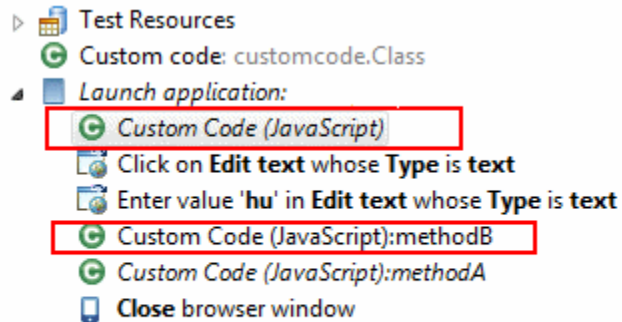 Test Resources
Custom code: customcode.Class
Launch application:
Custom Code (JavaScript)
Click on Edit text whose Type is text
Enter value 'hu' in Edit text whose Type is text
Custom Code (JavaScript):methodB
Custom Code (JavaScript):methodA
Close browser window